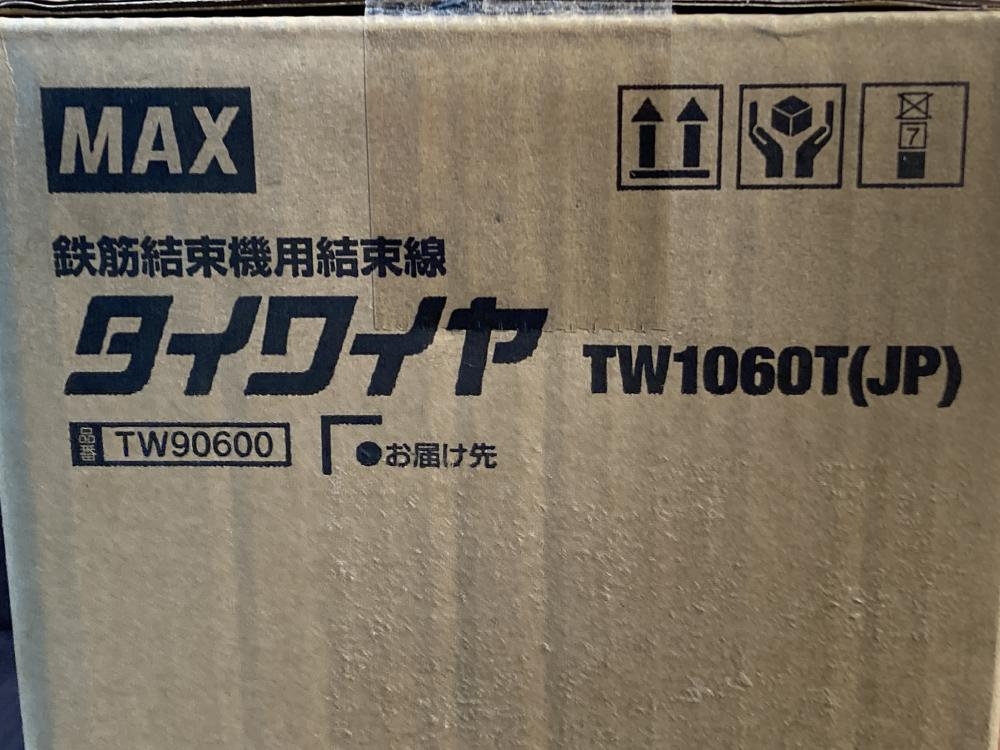 MAX
7
鉄筋結束機用結束線
タイワイヤ TW1060T(JP)
品番 TW90600
●お届け先